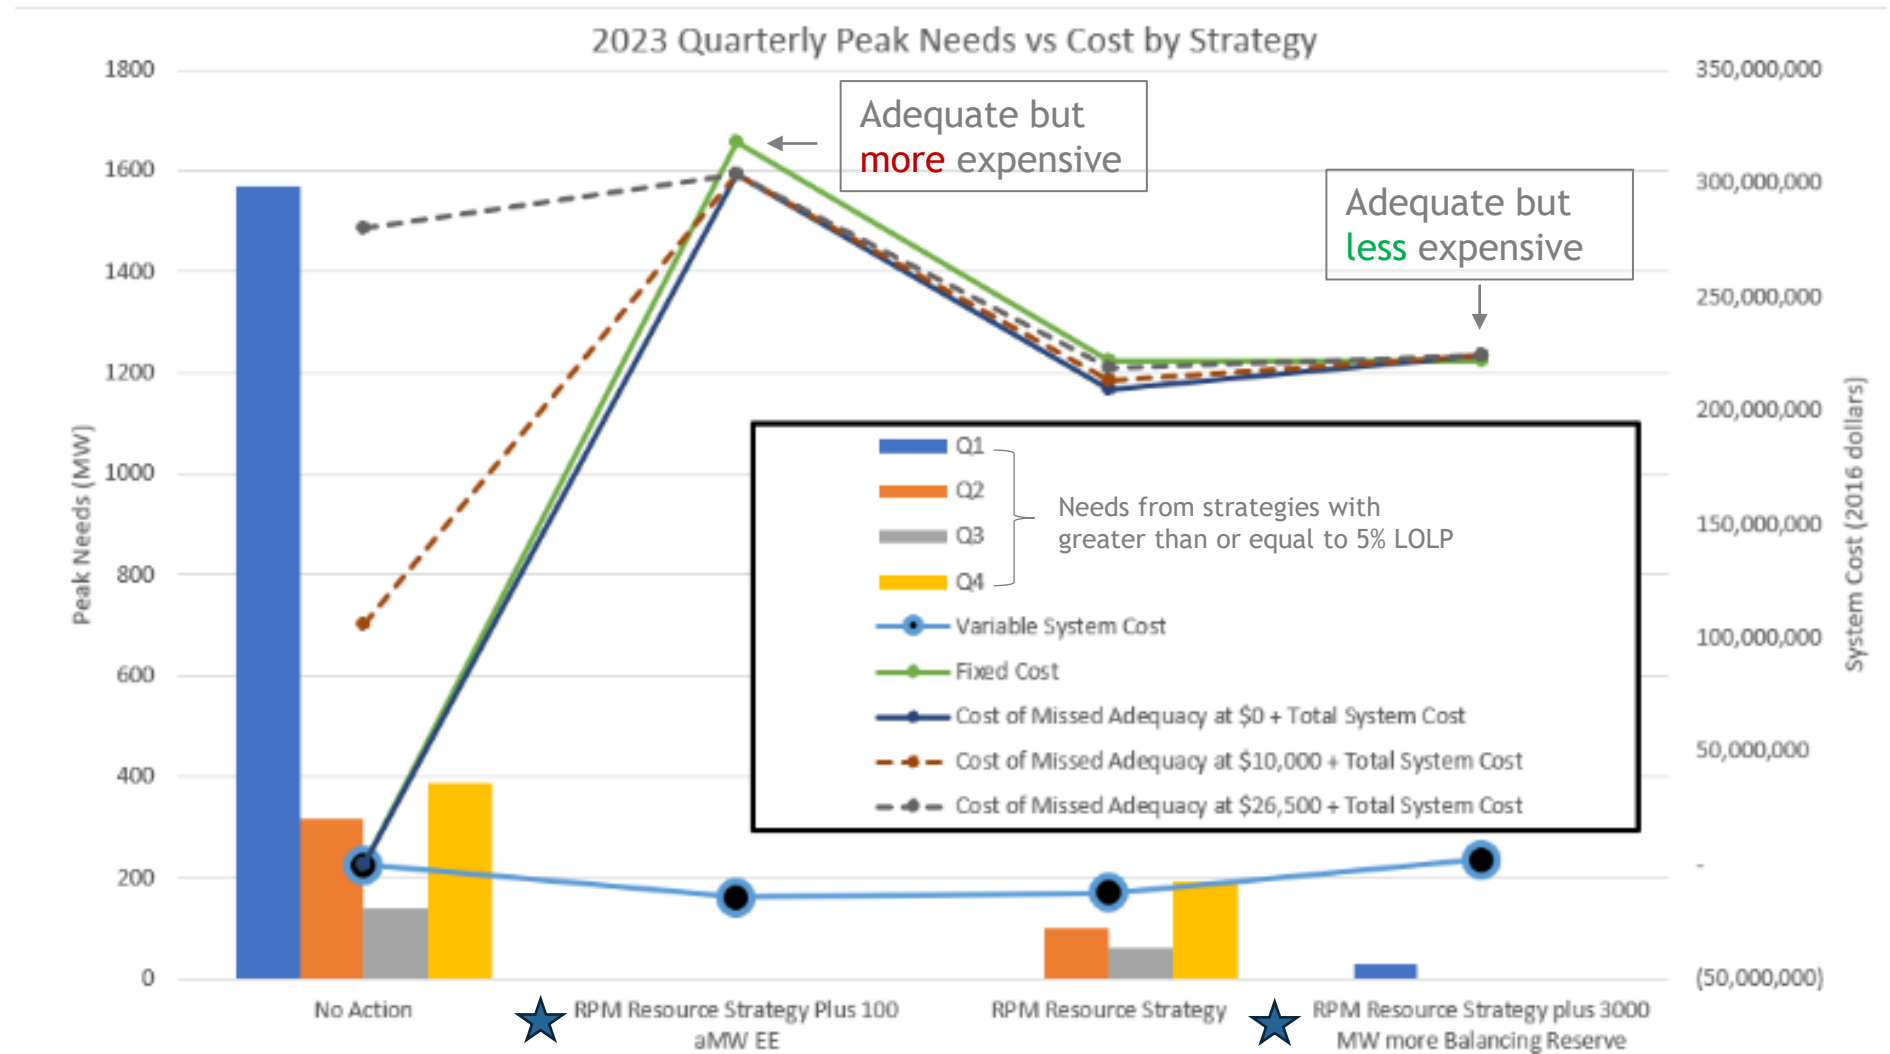 2023 Quarterly Peak Needs vs Cost by Strategy
1800
1600
1400
1200
1000
800
600
400
200
0
Peak Needs (MW)
350,000,000
300,000,000
250,000,000
200,000,000
150,000,000
100,000,000
50,000,000
-
(50,000,000)
System Cost (2016 dollars)
Adequate but
more expensive
Adequate but
less expensive
Q1
Q2
Q3
Q4
Needs from strategies with
greater than or equal to 5% LOLP
Variable System Cost
Fixed Cost
Cost of Missed Adequacy at $0 + Total System Cost
Cost of Missed Adequacy at $10,000 + Total System Cost
Cost of Missed Adequacy at $26,500 + Total System Cost
No Action
RPM Resource Strategy Plus 100
aMW EE
RPM Resource Strategy
RPM Resource Strategy plus 3000
MW more Balancing Reserve